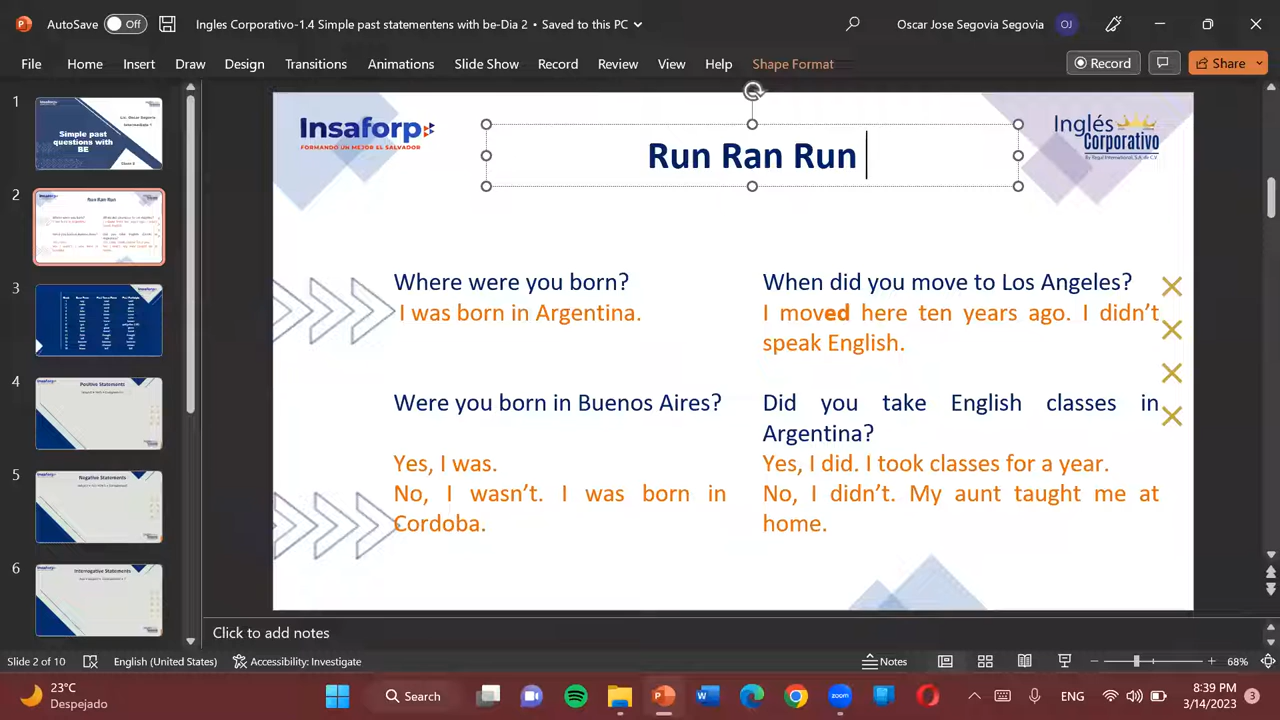 AutoSave Off Ingles Corporativo-1.4 Simple past statementens with be-Dia 2 • Saved to this PC Oscar Jose Segovia Segovia OJ
File Home Insert Draw Design Transitions Animations Slide Show Record Review View Help Shape Format Record Share
1
Simple past
questions with
BE
2
3
4
Positive Statements
5
Negative Statements
6
Interrogative Statements
Insaforp
FORMANDO UN MEJOR EL SALVADOR
Run Ran Run
Inglés
Corporativo
Where were you born?
I was born in Argentina.
Were you born in Buenos Aires?
Yes, I was.
No, I wasn't. I was born in
Cordoba.
When did you move to Los Angeles?
I moved here ten years ago. I didn't
speak English.
Did you take English classes in
Argentina?
Yes, I did. I took classes for a year.
No, I didn't. My aunt taught me at
home.
Click to add notes
Slide 2 of 10 English (United States) Accessibility: Investigate Notes 68%
23°C
Despejado
Search
ENG
8:39 PM
3/14/2023
3